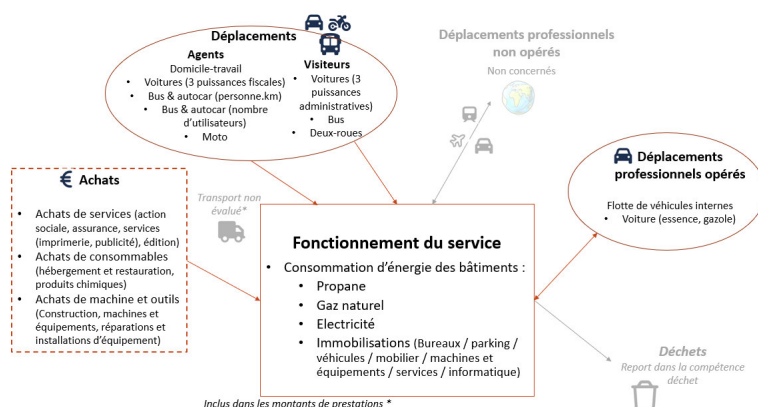 Déplacements
Agents
Domicile-travail
• Voitures (3 puissances fiscales)
• Bus & autocar (personne.km)
• Bus & autocar (nombre
d’utilisateurs)
• Moto
Visiteurs
• Voitures (3
puissances
administratives)
• Bus
• Deux-roues
Déplacements professionnels
non opérés
Non concernés
Déplacements
professionnels opérés
Flotte de véhicules internes
• Voiture (essence, gazole)
€ Achats
• Achats de services (action
sociale, assurance, services
(imprimerie, publicité), édition)
• Achats de consommables
(hébergement et restauration,
produits chimiques)
• Achats de machine et outils
(Construction, machines et
équipements, réparations et
installations d’équipement)
Transport non
évalué*
Fonctionnement du service
• Consommation d’énergie des bâtiments :
• Propane
• Gaz naturel
• Electricité
• Immobilisations (Bureaux / parking /
véhicules / mobilier / machines et
équipements / services / informatique)
Déchets
Report dans la compétence
déchet
Inclus dans les montants de prestations *